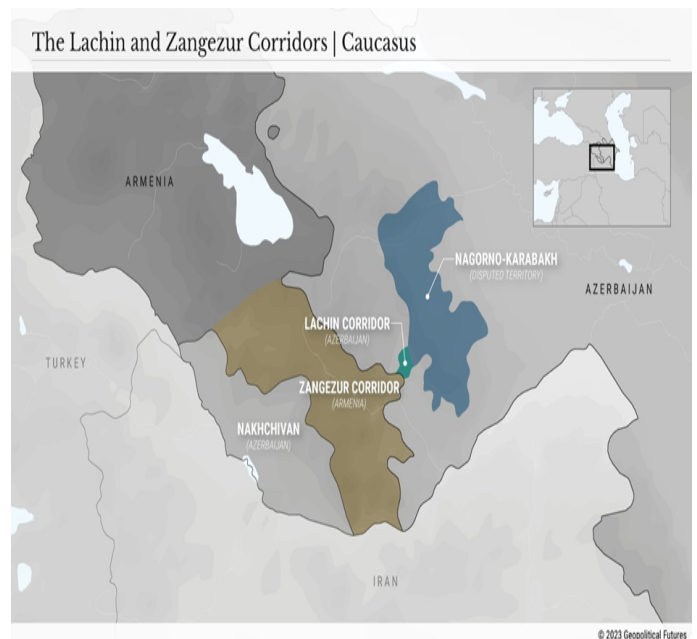 The Lachin and Zangezur Corridors | Caucasus
ARMENIA
NAGORNO-KARABAKH
(DISPUTED TERRITORY)
AZERBAIJAN
LACHIN CORRIDOR
(AZERBAIJAN)
TURKEY
ZANGEZUR CORRIDOR
(ARMENIA)
NAKHCHIVAN
(AZERBAIJAN)
IRAN
© 2023 Geopolitical Futures